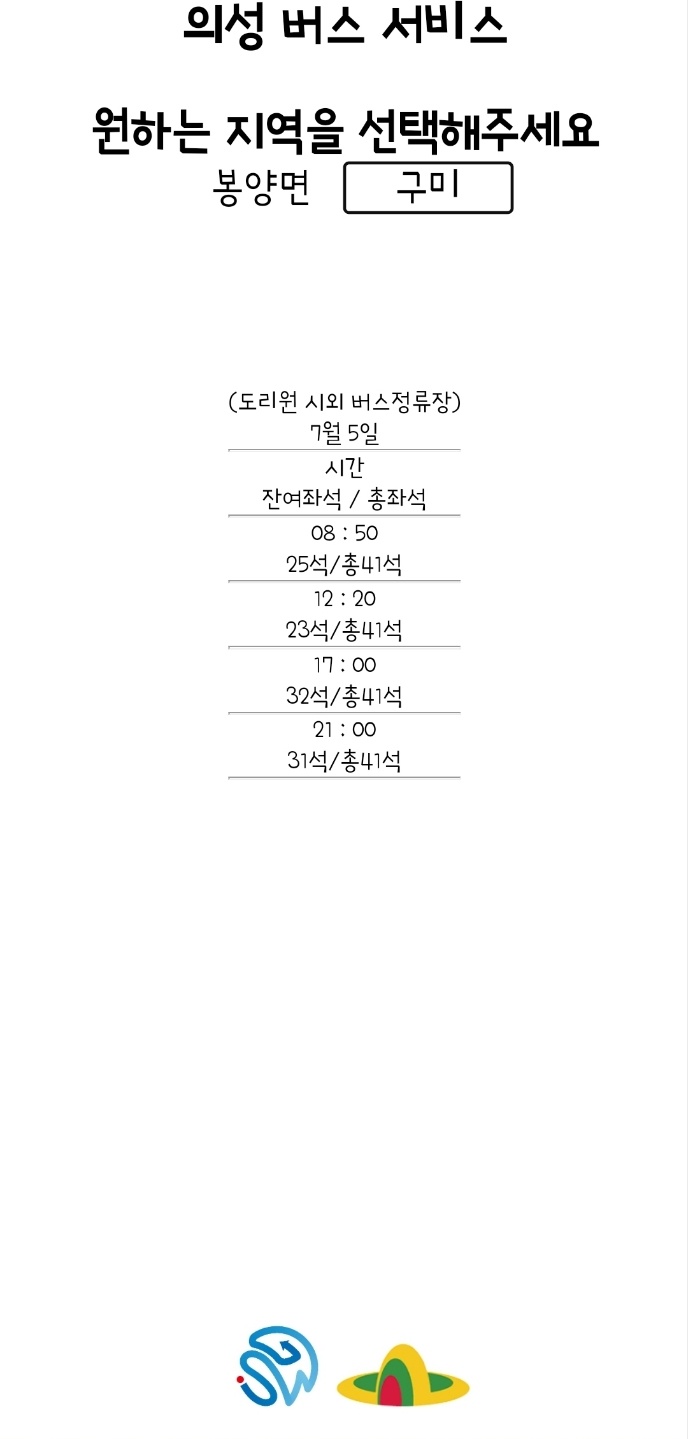 의성 버스 서비스
원하는 지역을 선택해주세요
봉양면 구미
(도리원 시외 버스정류장)
7월 5일
시간
잔여좌석 / 총좌석
08 : 50
25석/총41석
12 : 20
23석/총41석
17 : 00
32석/총41석
21 : 00
31석/총41석